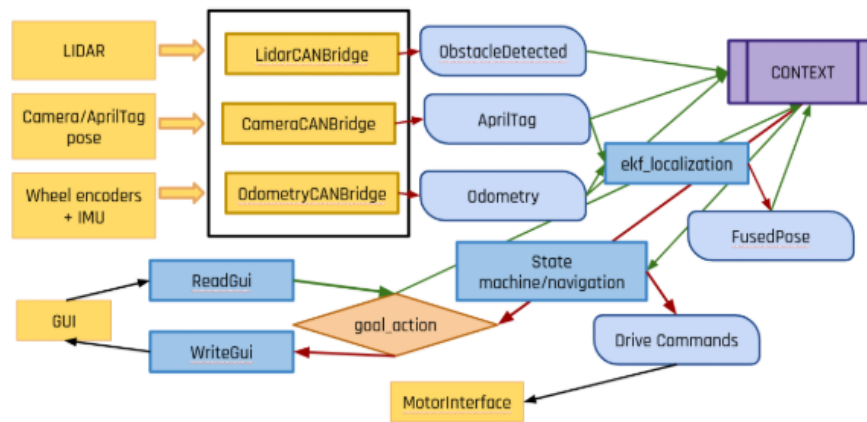 LIDAR
LidarCANBridge
ObstacleDetected
CONTEXT
Camera/AprilTag
pose
CameraCANBridge
AprilTag
ekf_localization
Wheel encoders
+ IMU
OdometryCANBridge
Odometry
FusedPose
State
machine/navigation
ReadGui
GUI
goal_action
WriteGui
Drive Commands
MotorInterface